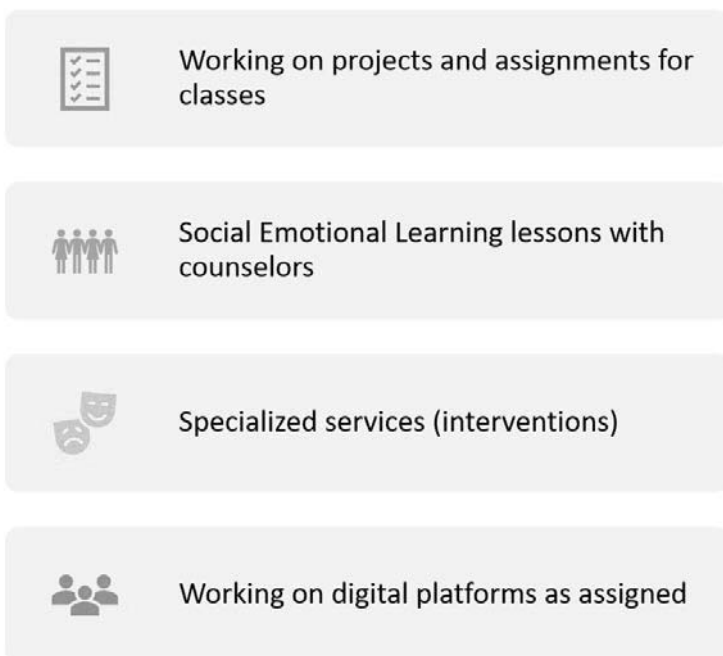 Working on projects and assignments for
classes
Social Emotional Learning lessons with
counselors
Specialized services (interventions)
Working on digital platforms as assigned